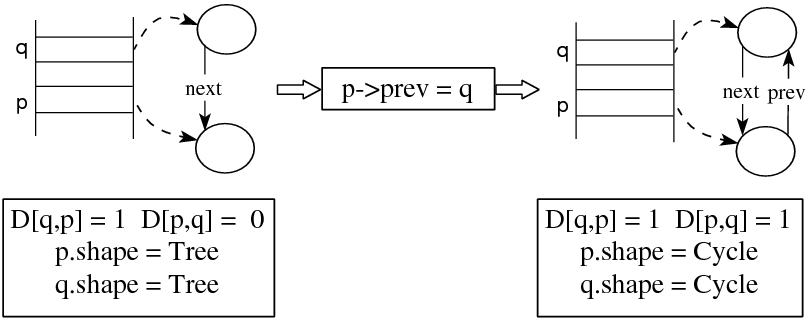 q
p
next
p->prev = q
q
p
next
prev
D[q,p] = 1 D[p,q] = 0
p.shape = Tree
q.shape = Tree
D[q,p] = 1 D[p,q] = 1
p.shape = Cycle
q.shape = Cycle